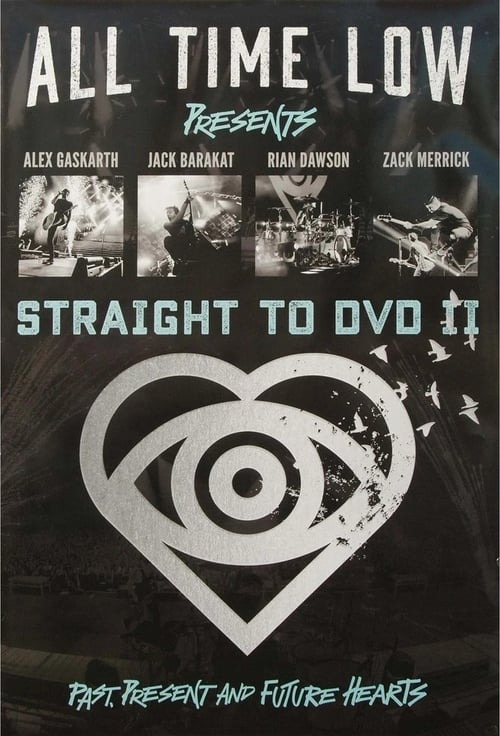 ALL TIME LOW
PRESENTS
ALEX GASKARTH JACK BARAKAT RIAN DAWSON ZACK MERRICK
STRAIGHT TO DVD II
PAST, PRESENT AND FUTURE HEARTS